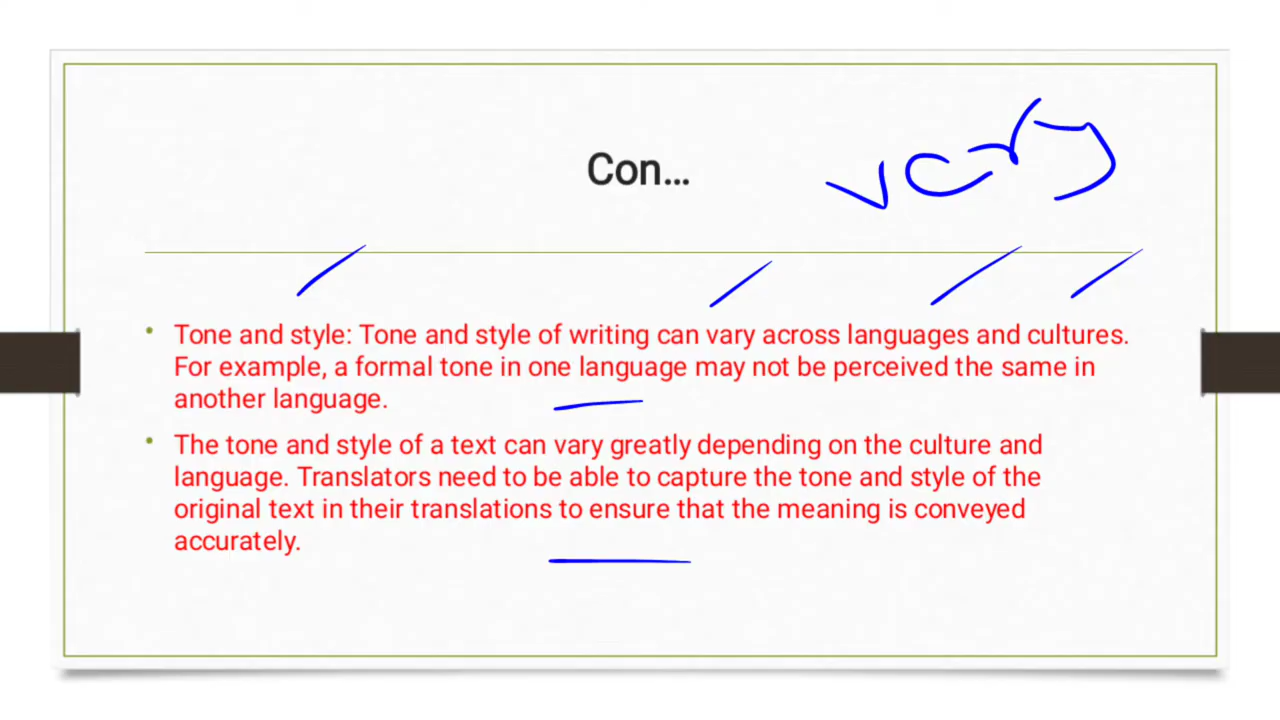 Con...
vary
Tone and style: Tone and style of writing can vary across languages and cultures.
For example, a formal tone in one language may not be perceived the same in
another language.
The tone and style of a text can vary greatly depending on the culture and
language. Translators need to be able to capture the tone and style of the
original text in their translations to ensure that the meaning is conveyed
accurately.